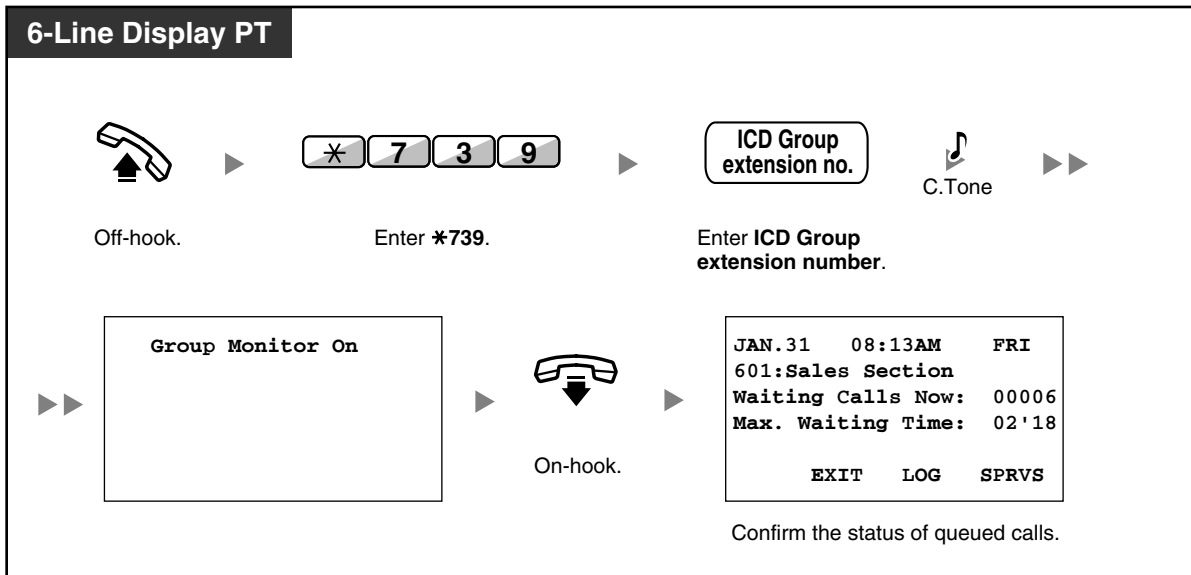 6-Line Display PT
* 7 3 9
ICD Group
extension no.
C.Tone
Off-hook.
Enter *739.
Enter ICD Group
extension number.
Group Monitor On
On-hook.
JAN.31 08:13AM FRI
601:Sales Section
Waiting Calls Now: 00006
Max. Waiting Time: 02'18
EXIT LOG SPRVS
Confirm the status of queued calls.